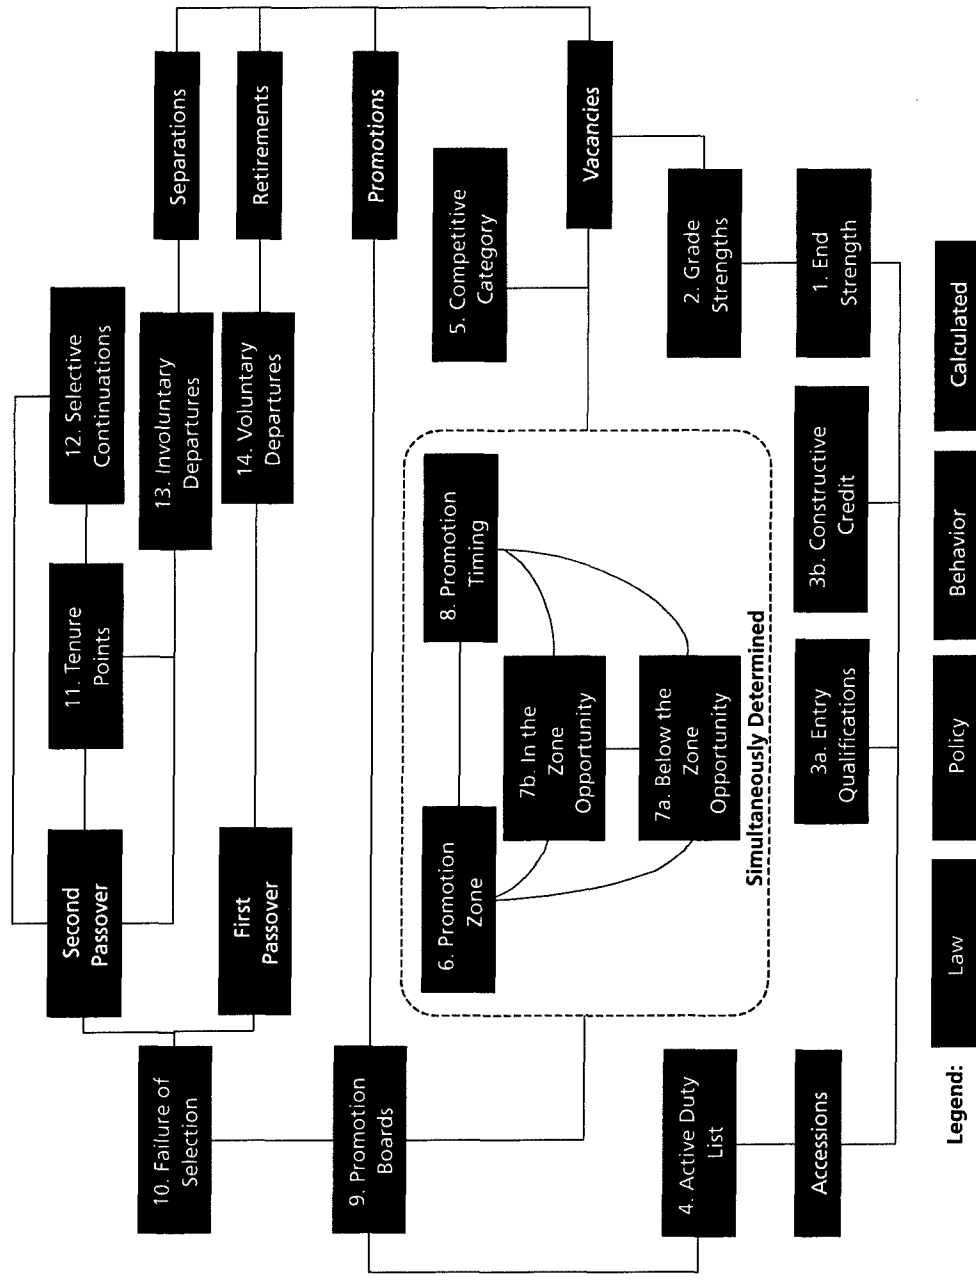 10. Failure of
Selection
Second
Passover
First
Passover
11. Tenure
Points
12. Selective
Continuations
13. Involuntary
Departures
14. Voluntary
Departures
Separations
Retirements
9. Promotion
Boards
Promotions
6. Promotion
Zone
8. Promotion
Timing
7b. In the
Zone
Opportunity
7a. Below the
Zone
Opportunity
Simultaneously Determined
5. Competitive
Category
Vacancies
4. Active Duty
List
2. Grade
Strengths
Accessions
3a. Entry
Qualifications
3b. Constructive
Credit
1. End
Strength
Legend:
Law
Policy
Behavior
Calculated